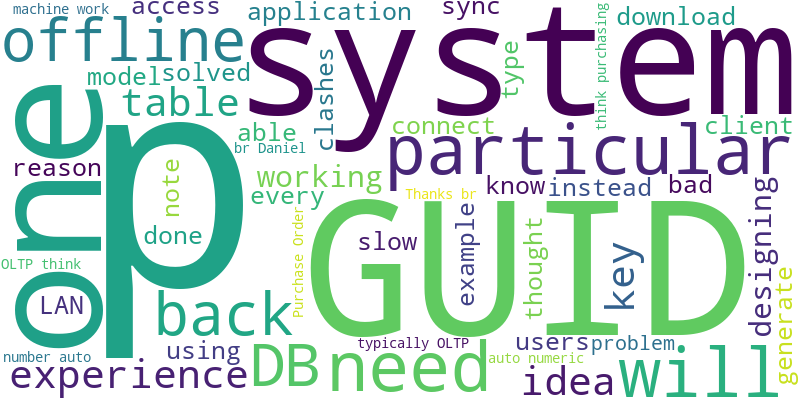 machine work access application sync think purchasing download
offline system
model solved clashes type
table
one p able connect client
br Daniel particular
reason working know instead bad
note every Thanks br
done slow GUID example thought key designing
OLTP think Purchase Order
LAN back
generate
number auto using typically OLTP users problem
experience DB need auto numeric
idea will